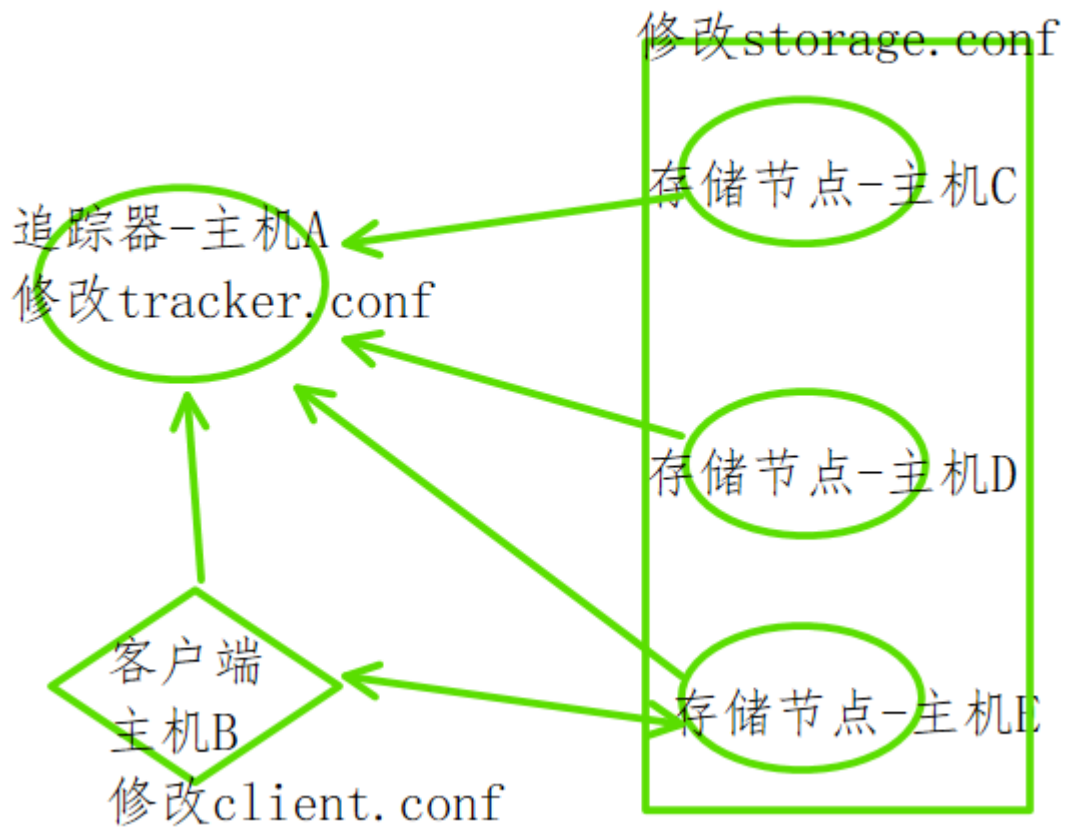 修改storage.conf
存储节点-主机C
追踪器-主机A
修改tracker.conf
存储节点-主机D
客户端
主机B
修改client.conf
存储节点-主机E